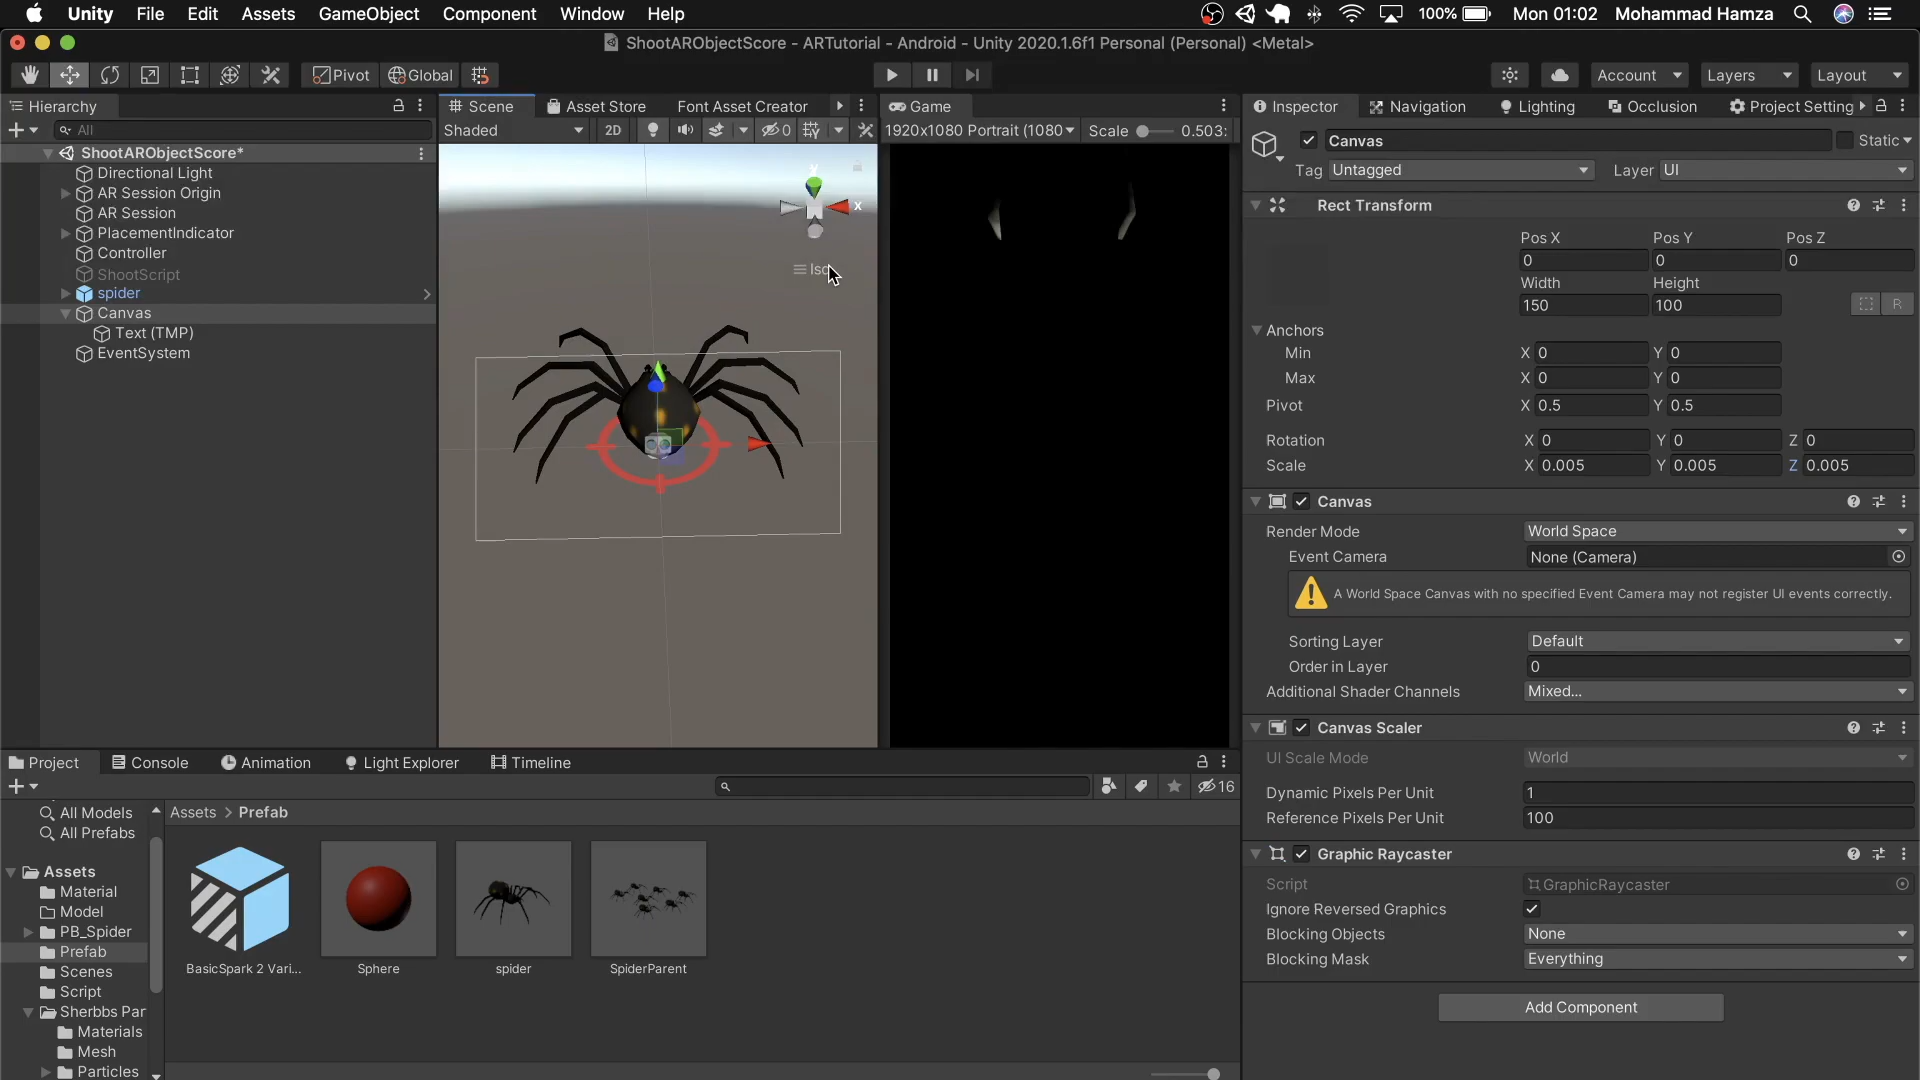 Unity File Edit Assets GameObject Component Window Help 100% Mon 01:02 Mohammad Hamza
ShootARObjectScore - ARTutorial - Android - Unity 2020.1.6f1 Personal (Personal) <Metal>
Pivot Global Account Layers Layout
Hierarchy Scene Asset Store Font Asset Creator Game Inspector Navigation Lighting Occlusion Project Setting
All Shaded 2D 0 1920x1080 Portrait (1080 Scale 0.503:
Canvas Static
Tag Untagged Layer UI
ShootARObjectScore*
Directional Light
AR Session Origin
AR Session
PlacementIndicator
Controller
ShootScript
spider
Canvas
Text (TMP)
EventSystem
y
x
Iso
Rect Transform
Pos X Pos Y Pos Z
0 0 0
Width Height
150 100
R
Anchors
Min X 0 Y 0
Max X 0 Y 0
Pivot X 0.5 Y 0.5
Rotation X 0 Y 0 Z 0
Scale X 0.005 Y 0.005 Z 0.005
Canvas
Render Mode World Space
Event Camera None (Camera)
A World Space Canvas with no specified Event Camera may not register UI events correctly.
Sorting Layer Default
Order in Layer 0
Additional Shader Channels Mixed...
Canvas Scaler
UI Scale Mode World
Dynamic Pixels Per Unit 1
Reference Pixels Per Unit 100
Graphic Raycaster
Script GraphicRaycaster
Ignore Reversed Graphics
Blocking Objects None
Blocking Mask Everything
Add Component
Project Console Animation Light Explorer Timeline
16
All Models
All Prefabs
Assets > Prefab
Assets
Material
Model
PB_Spider
Prefab
Scenes
Script
Sherbbs Par
Materials
Mesh
Particles
BasicSpark 2 Vari... Sphere spider SpiderParent